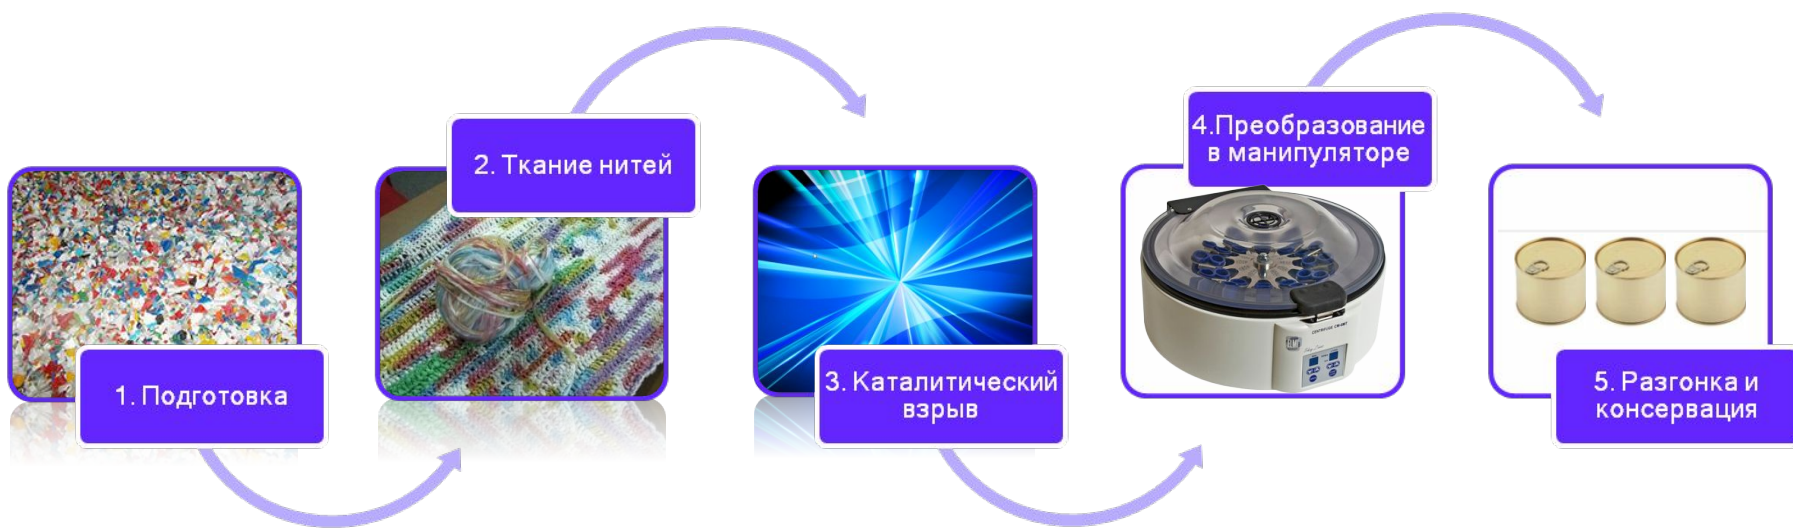 1. Подготовка
2. Ткание нитей
3. Каталитический
взрыв
4.Преобразование
в манипуляторе
5. Разгонка и
консервация